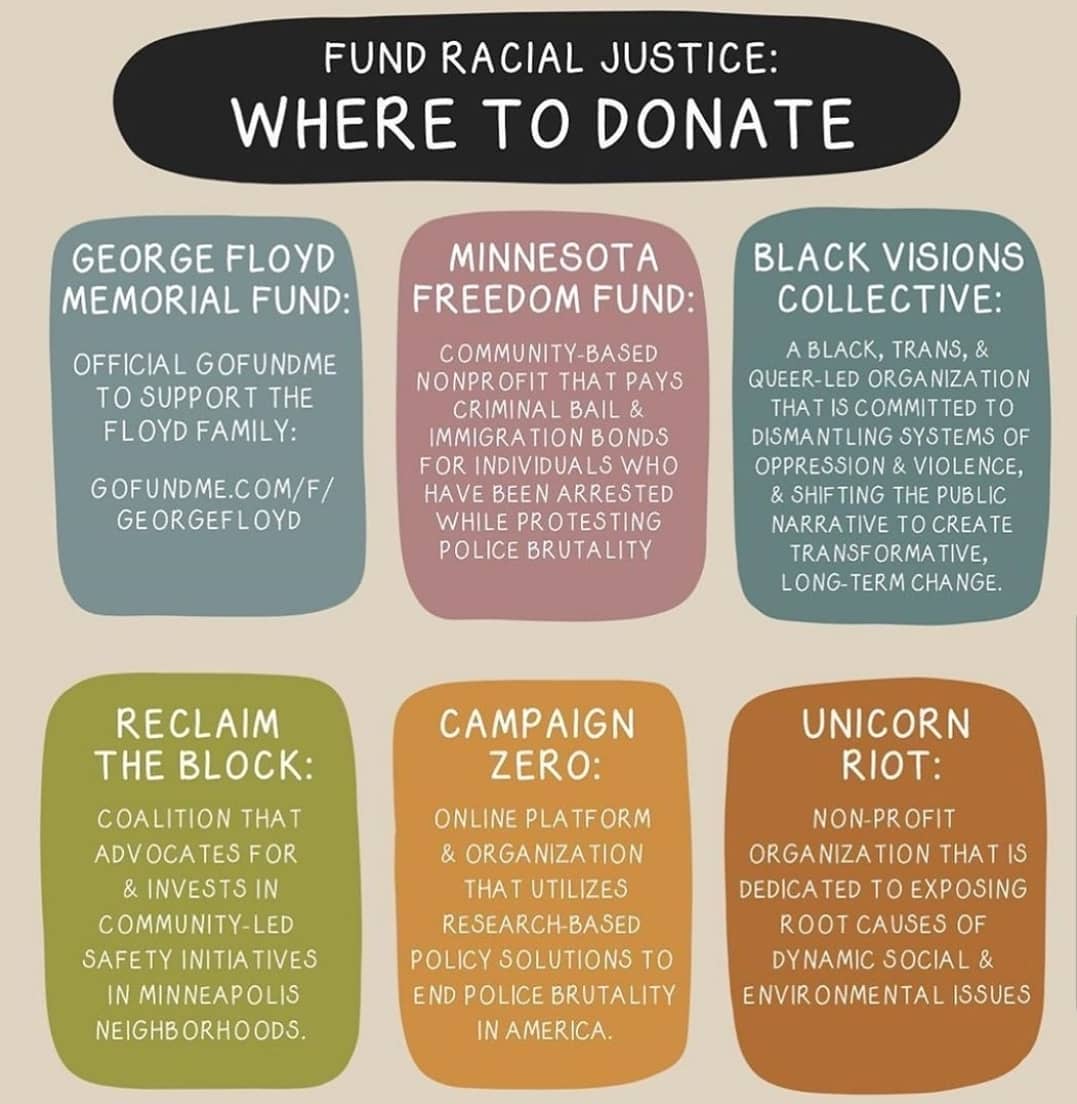 FUND RACIAL JUSTICE:
WHERE TO DONATE
GEORGE FLOYD
MEMORIAL FUND:
OFFICIAL GOFUNDME
TO SUPPORT THE
FLOYD FAMILY:
GOFUNDME.COM/F/
GEORGEFLOYD
MINNESOTA
FREEDOM FUND:
COMMUNITY-BASED
NONPROFIT THAT PAYS
CRIMINAL BAIL &
IMMIGRATION BONDS
FOR INDIVIDUALS WHO
HAVE BEEN ARRESTED
WHILE PROTESTING
POLICE BRUTALITY
BLACK VISIONS
COLLECTIVE:
A BLACK, TRANS, &
QUEER-LED ORGANIZATION
THAT IS COMMITTED TO
DISMANTLING SYSTEMS OF
OPPRESSION & VIOLENCE,
& SHIFTING THE PUBLIC
NARRATIVE TO CREATE
TRANSFORMATIVE,
LONG-TERM CHANGE.
RECLAIM
THE BLOCK:
COALITION THAT
ADVOCATES FOR
& INVESTS IN
COMMUNITY-LED
SAFETY INITIATIVES
IN MINNEAPOLIS
NEIGHBORHOODS.
CAMPAIGN
ZERO:
ONLINE PLATFORM
& ORGANIZATION
THAT UTILIZES
RESEARCH-BASED
POLICY SOLUTIONS TO
END POLICE BRUTALITY
IN AMERICA.
UNICORN
RIOT:
NON-PROFIT
ORGANIZATION THAT IS
DEDICATED TO EXPOSING
ROOT CAUSES OF
DYNAMIC SOCIAL &
ENVIRONMENTAL ISSUES